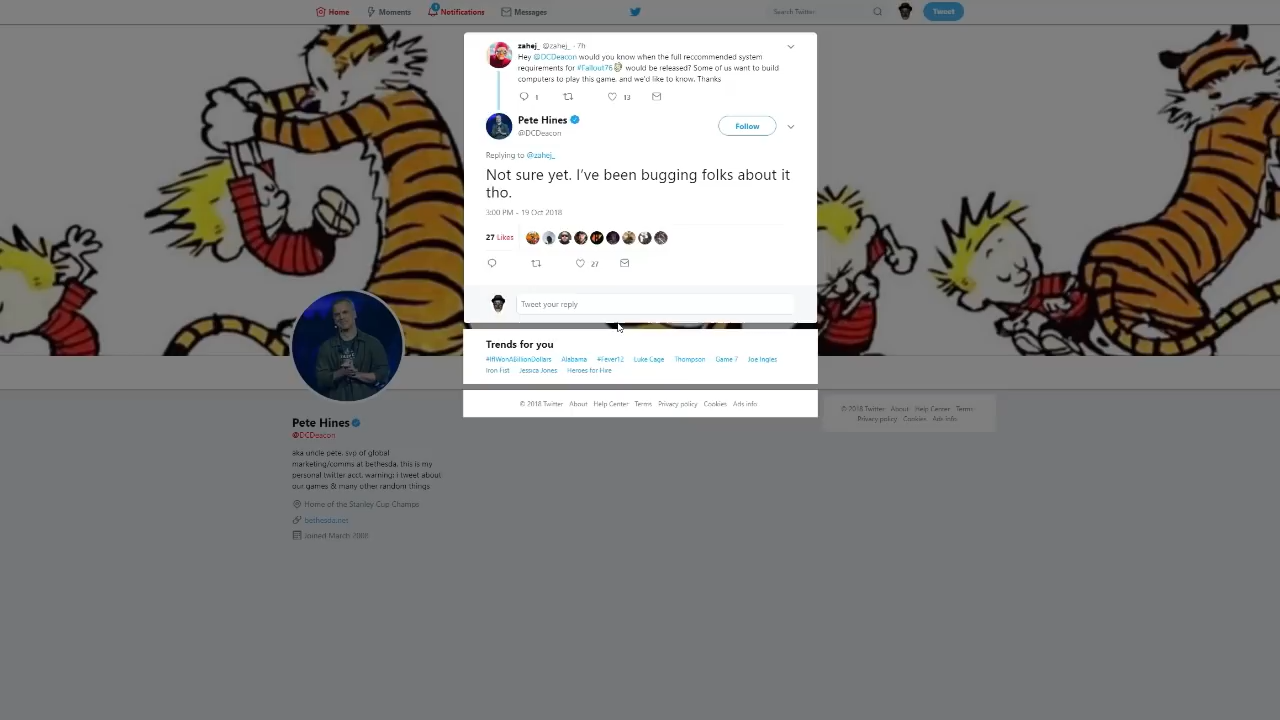 Home Moments Notifications Messages Search Twitter Tweet
zahej_ @zahej_ · 7h
Hey @DCDeacon would you know when the full reccommended system
requirements for #Fallout76 would be released? Some of us want to build
computers to play this game, and we'd like to know. Thanks
1 13
Pete Hines
@DCDeacon
Follow
Replying to @zahej_
Not sure yet. I've been bugging folks about it
tho.
3:00 PM - 19 Oct 2018
27 Likes
27
Tweet your reply
Trends for you
#IfIWonABillionDollars Alabama #Fever12 Luke Cage Thompson Game 7 Joe Ingles
Iron Fist Jessica Jones Heroes for Hire
© 2018 Twitter About Help Center Terms Privacy policy Cookies Ads info
Pete Hines
@DCDeacon
aka uncle pete. svp of global
marketing/comms at bethesda. this is my
personal twitter acct. warning: i tweet about
our games & many other random things
Home of the Stanley Cup Champs
bethesda.net
Joined March 2008
© 2018 Twitter About Help Center Terms
Privacy policy Cookies Ads info